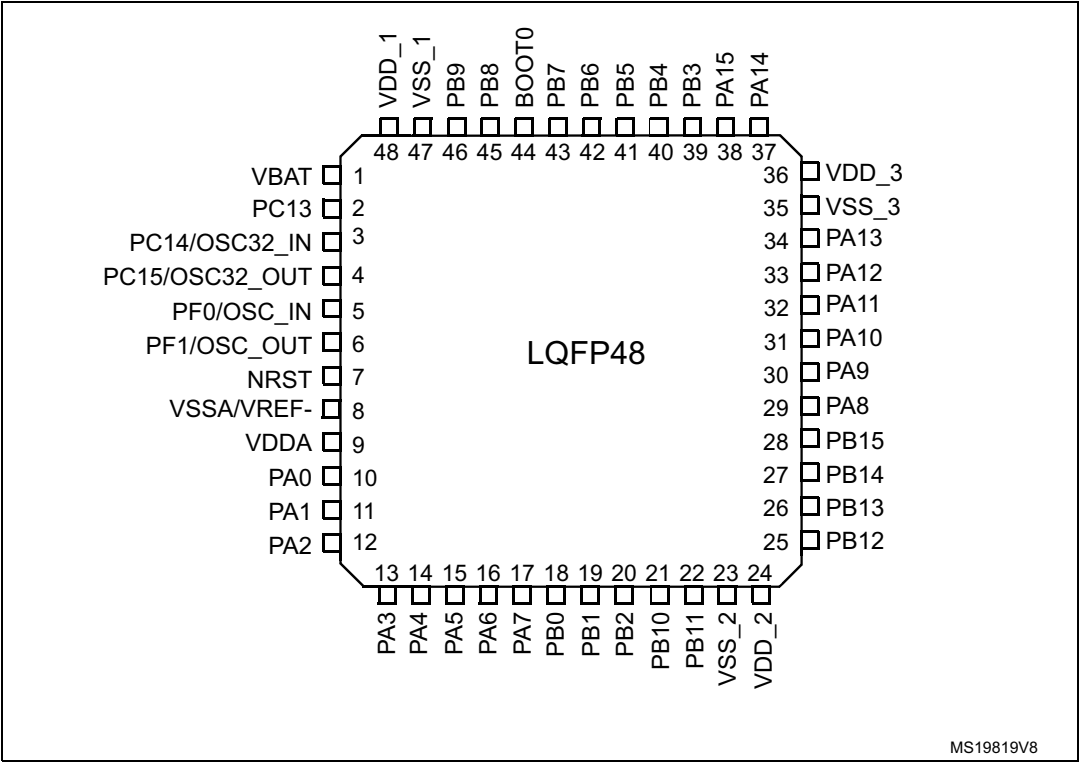 VDD_1
VSS_1
PB9
PB8
BOOT0
PB7
PB6
PB5
PB4
PB3
PA15
PA14
48 47 46 45 44 43 42 41 40 39 38 37
VBAT 1
PC13 2
PC14/OSC32_IN 3
PC15/OSC32_OUT 4
PF0/OSC_IN 5
PF1/OSC_OUT 6
NRST 7
VSSA/VREF- 8
VDDA 9
PA0 10
PA1 11
PA2 12
LQFP48
36 VDD_3
35 VSS_3
34 PA13
33 PA12
32 PA11
31 PA10
30 PA9
29 PA8
28 PB15
27 PB14
26 PB13
25 PB12
13 14 15 16 17 18 19 20 21 22 23 24
PA3
PA4
PA5
PA6
PA7
PB0
PB1
PB2
PB10
PB11
VSS_2
VDD_2
MS19819V8